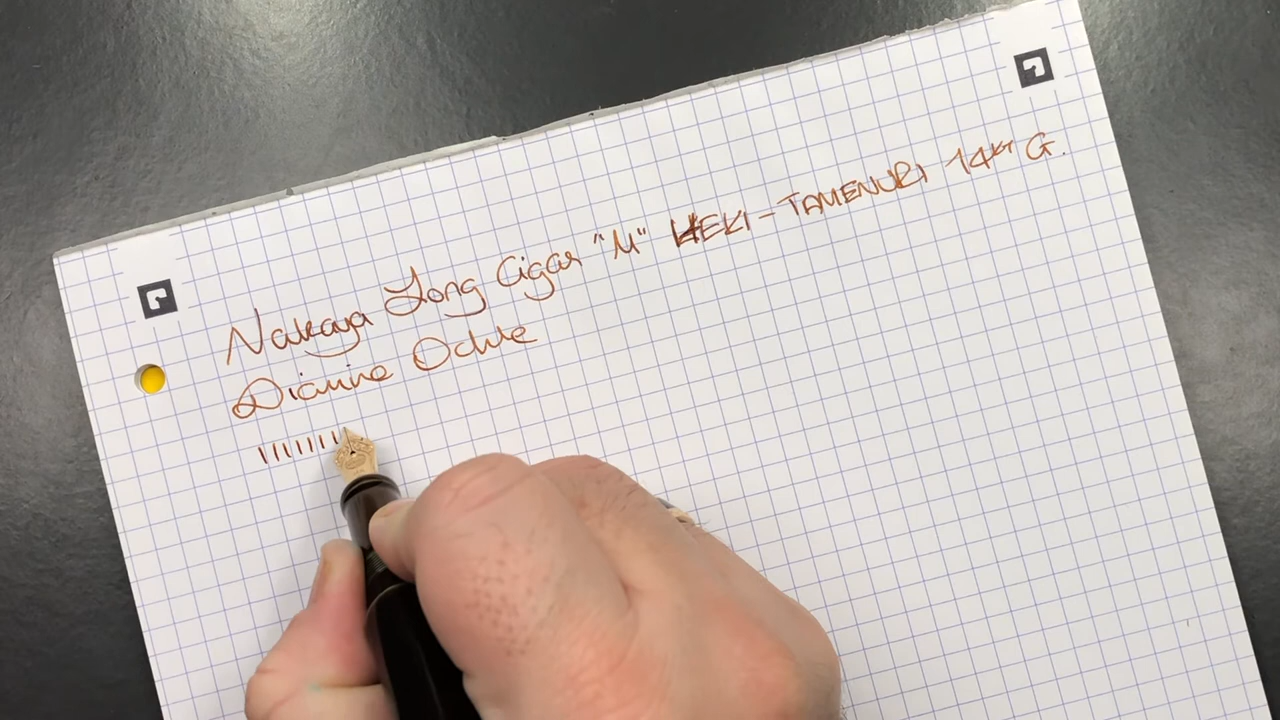 Nakaya Long Cigar "M" HEKI-TAMENURI 14kt G.
Diamine Ochre